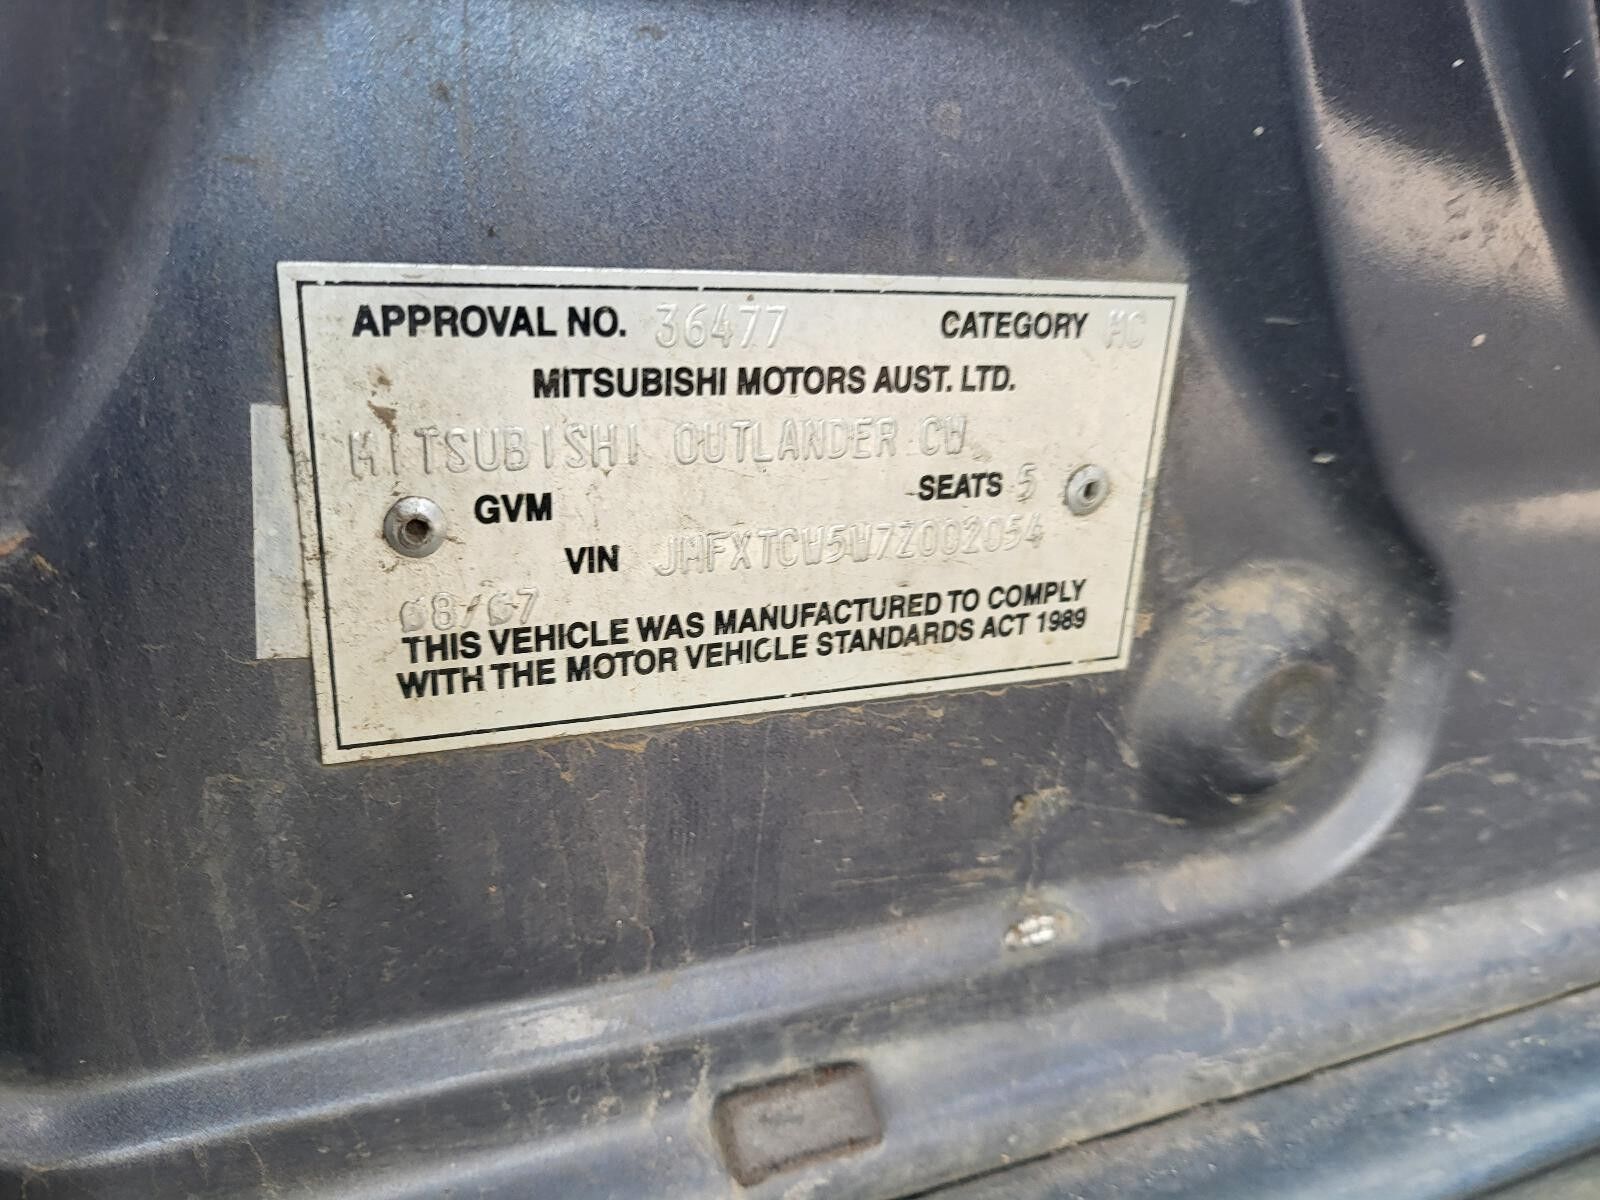 APPROVAL NO. 36477 CATEGORY MC
MITSUBISHI MOTORS AUST. LTD.
MITSUBISHI OUTLANDER CW
GVM SEATS 5
VIN JMFXTCW5W7Z002054
08/07
THIS VEHICLE WAS MANUFACTURED TO COMPLY
WITH THE MOTOR VEHICLE STANDARDS ACT 1989